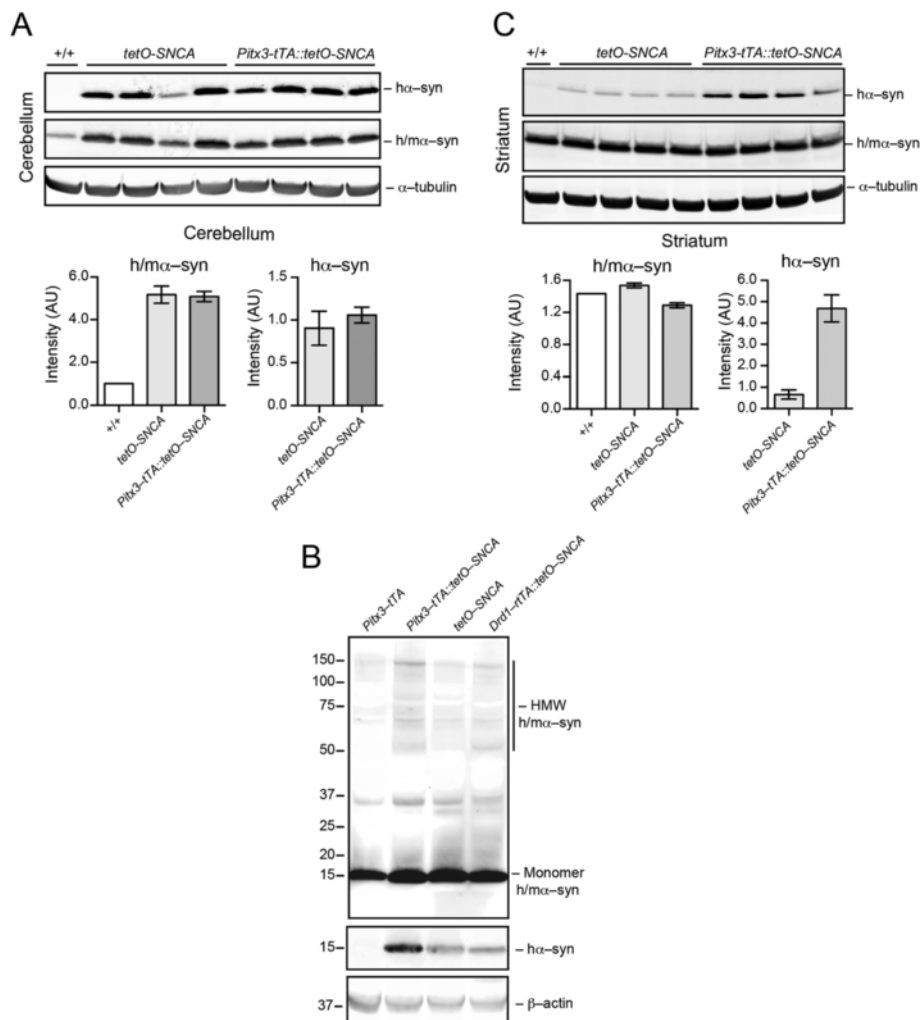 A
+/+ tetO-SNCA Pitx3-tTA::tetO-SNCA
Cerebellum
hα–syn
h/mα–syn
α–tubulin
Cerebellum
h/mα–syn
Intensity (AU)
6.0
4.0
2.0
0
+/+
tetO-SNCA
Pitx3–tTA::tetO–SNCA
hα–syn
Intensity (AU)
1.5
1.0
0.5
0.0
tetO-SNCA
Pitx3–tTA::tetO–SNCA
C
+/+ tetO-SNCA Pitx3-tTA::tetO-SNCA
Striatum
hα–syn
h/mα–syn
α–tubulin
Striatum
h/mα–syn
Intensity (AU)
1.6
1.2
0.8
0.4
0.0
+/+
tetO-SNCA
Pitx3–tTA::tetO–SNCA
hα–syn
Intensity (AU)
6.0
5.0
4.0
3.0
2.0
1.0
0.0
tetO-SNCA
Pitx3–tTA::tetO–SNCA
B
Pitx3–tTA
Pitx3–tTA::tetO–SNCA
tetO–SNCA
Drd1–rtTA::tetO–SNCA
150
100
75
50
37
25
20
15
– HMW
h/mα–syn
– Monomer
h/mα–syn
15
– hα–syn
37
– β–actin